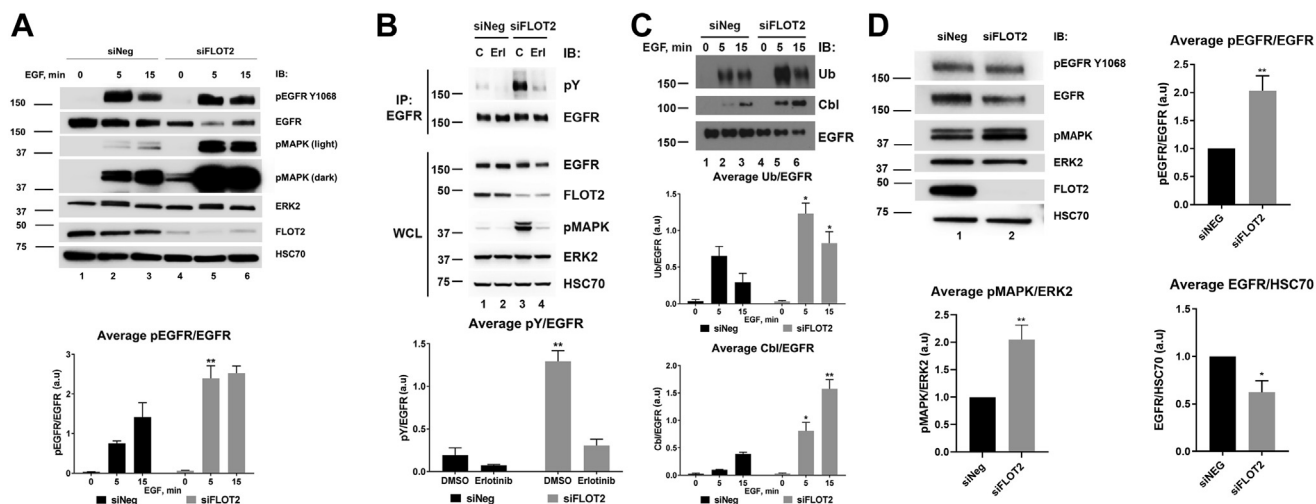 A
siNeg siFLOT2
EGF, min 0 5 15 0 5 15 IB:
150 pEGFR Y1068
EGFR
150
pMAPK (light)
37
pMAPK (dark)
37
ERK2
50
37
FLOT2
75
HSC70
1 2 3 4 5 6
Average pEGFR/EGFR
pEGFR/EGFR (a.u)
3
2
1
0
**
0 5 15 0 5 15
EGF, min
siNeg siFLOT2
B
siNeg siFLOT2
C Erl C Erl IB:
IP: EGFR
150 pY
150 EGFR
WCL
150 EGFR
50 FLOT2
37 pMAPK
37 ERK2
75 HSC70
1 2 3 4
Average pY/EGFR
pY/EGFR (a.u)
1.5
1.0
0.5
0.0
**
DMSO Erlotinib DMSO Erlotinib
siNeg siFLOT2
C
siNeg siFLOT2
EGF, min 0 5 15 0 5 15 IB:
150 Ub
100 Cbl
150 EGFR
1 2 3 4 5 6
Average Ub/EGFR
Ub/EGFR (a.u)
1.5
1.0
0.5
0.0
* *
0 5 15 0 5 15
EGF, min
siNeg siFLOT2
Average Cbl/EGFR
Cbl/EGFR (a.u)
2.0
1.5
1.0
0.5
0.0
* **
0 5 15 0 5 15
EGF, min
siNeg siFLOT2
D
siNeg siFLOT2 IB:
pEGFR Y1068
150
EGFR
150
pMAPK
37
ERK2
37
50 FLOT2
75 HSC70
1 2
Average pEGFR/EGFR
pEGFR/EGFR (a.u)
2.5
2.0
1.5
1.0
0.5
0.0
**
siNEG siFLOT2
Average pMAPK/ERK2
pMAPK/ERK2 (a.u)
2.5
2.0
1.5
1.0
0.5
0.0
**
siNeg siFLOT2
Average EGFR/HSC70
EGFR/HSC70 (a.u)
1.5
1.0
0.5
0.0
*
siNEG siFLOT2